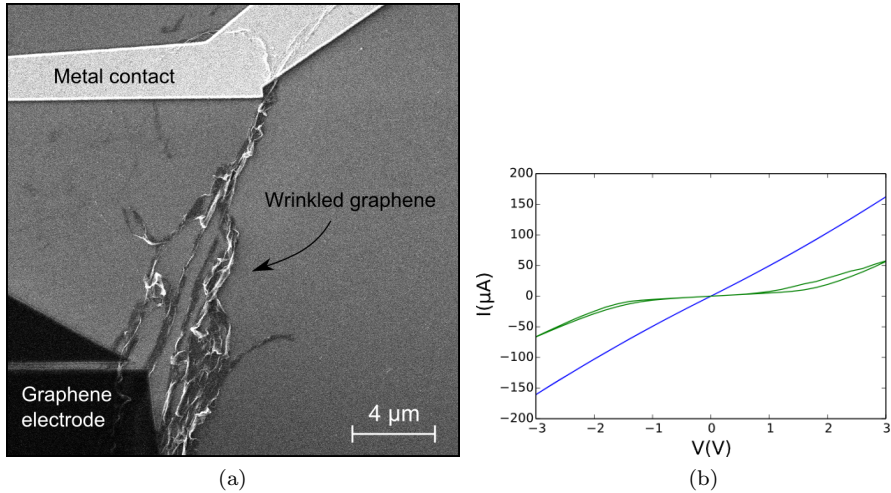 Metal contact
Wrinkled graphene
Graphene
electrode
4 μm
(a)
200
150
100
50
0
−50
−100
−150
−200
I(μA)
−3
−2
−1
0
1
2
3
V(V)
(b)